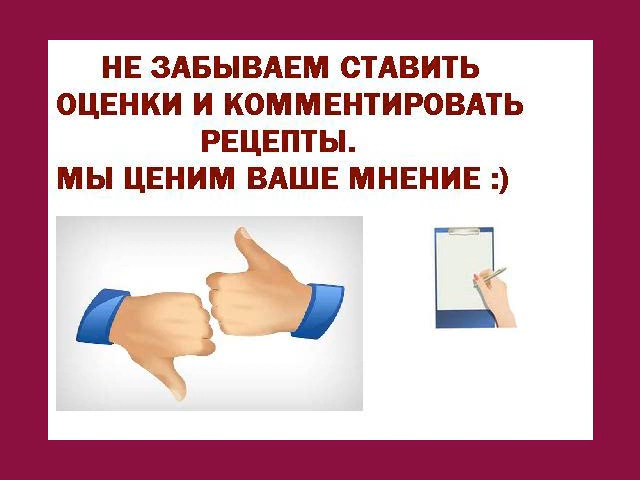 НЕ ЗАБЫВАЕМ СТАВИТЬ
ОЦЕНКИ И КОММЕНТИРОВАТЬ
РЕЦЕПТЫ.
МЫ ЦЕНИМ ВАШЕ МНЕНИЕ :)